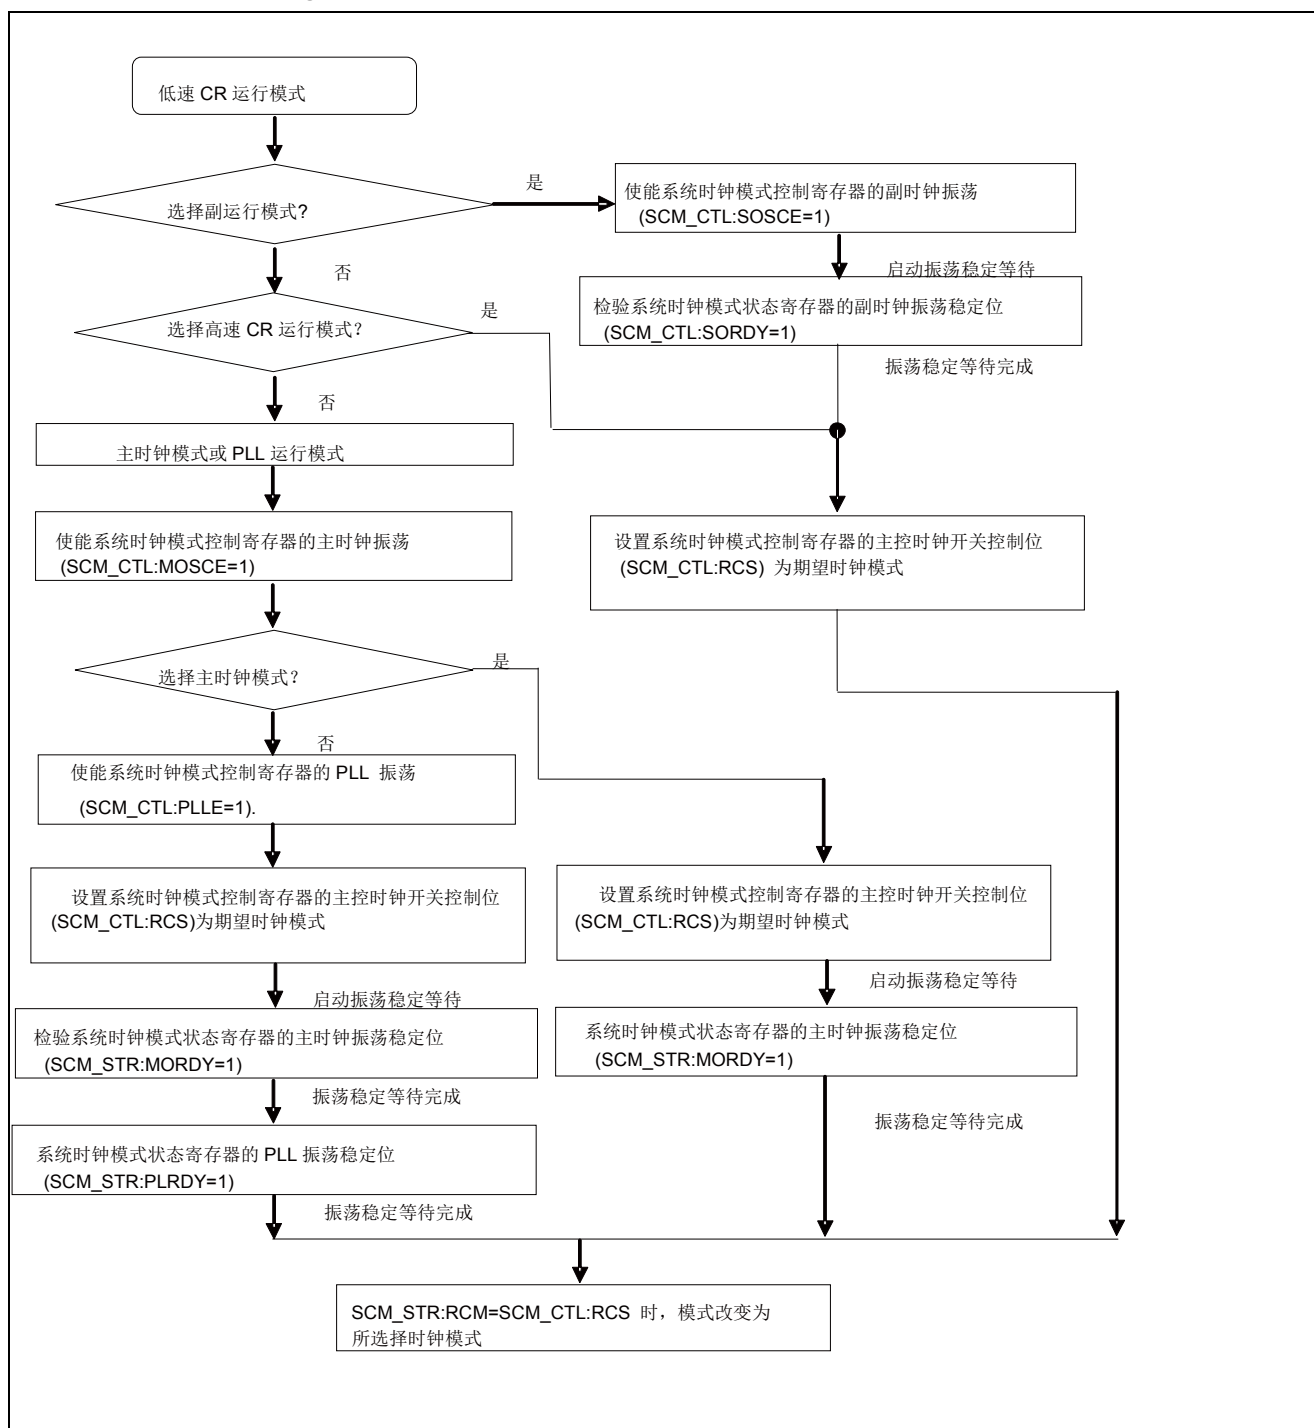 低速 CR 运行模式
选择副运行模式?
是
使能系统时钟模式控制寄存器的副时钟振荡
(SCM_CTL:SOSCE=1)
否
启动振荡稳定等待
选择高速 CR 运行模式？
是
检验系统时钟模式状态寄存器的副时钟振荡稳定位
(SCM_CTL:SORDY=1)
振荡稳定等待完成
否
主时钟模式或 PLL 运行模式
使能系统时钟模式控制寄存器的主时钟振荡
(SCM_CTL:MOSCE=1)
设置系统时钟模式控制寄存器的主控时钟开关控制位
(SCM_CTL:RCS) 为期望时钟模式
选择主时钟模式？
是
否
使能系统时钟模式控制寄存器的 PLL 振荡
(SCM_CTL:PLLE=1).
设置系统时钟模式控制寄存器的主控时钟开关控制位
(SCM_CTL:RCS)为期望时钟模式
设置系统时钟模式控制寄存器的主控时钟开关控制位
(SCM_CTL:RCS)为期望时钟模式
启动振荡稳定等待
启动振荡稳定等待
检验系统时钟模式状态寄存器的主时钟振荡稳定位
(SCM_STR:MORDY=1)
系统时钟模式状态寄存器的主时钟振荡稳定位
(SCM_STR:MORDY=1)
振荡稳定等待完成
振荡稳定等待完成
系统时钟模式状态寄存器的 PLL 振荡稳定位
(SCM_STR:PLRDY=1)
振荡稳定等待完成
SCM_STR:RCM=SCM_CTL:RCS 时，模式改变为
所选择时钟模式